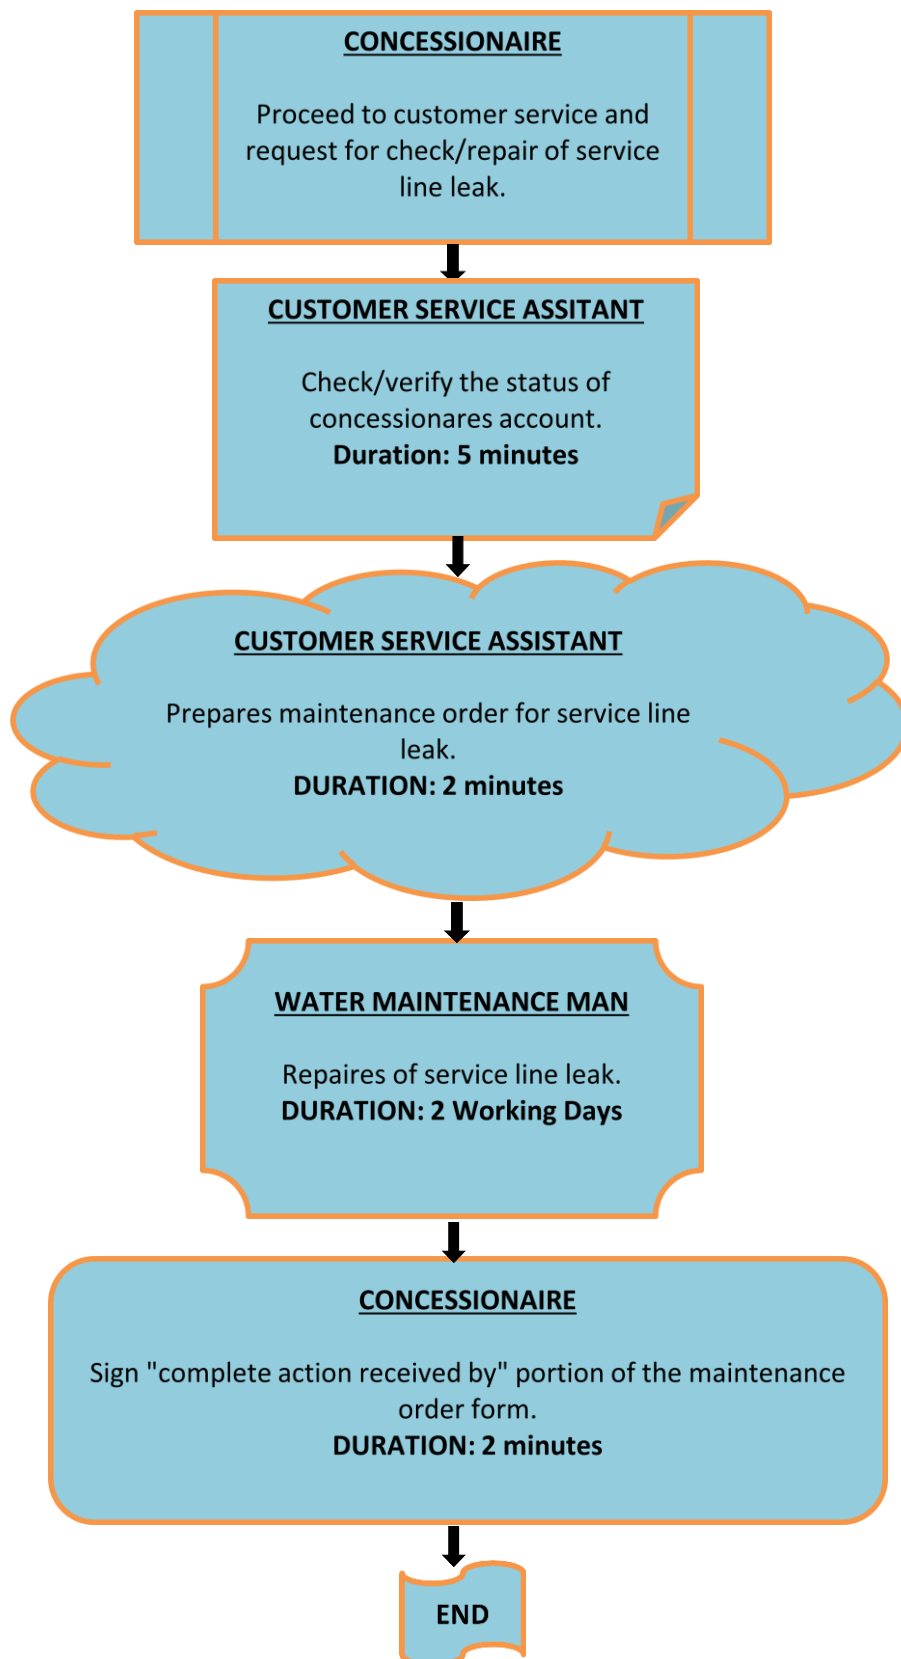 CONCESSIONAIRE
Proceed to customer service and
request for check/repair of service
line leak.
CUSTOMER SERVICE ASSITANT
Check/verify the status of
concessionares account.
Duration: 5 minutes
CUSTOMER SERVICE ASSISTANT
Prepares maintenance order for service line
leak.
DURATION: 2 minutes
WATER MAINTENANCE MAN
Repaires of service line leak.
DURATION: 2 Working Days
CONCESSIONAIRE
Sign "complete action received by" portion of the maintenance
order form.
DURATION: 2 minutes
END